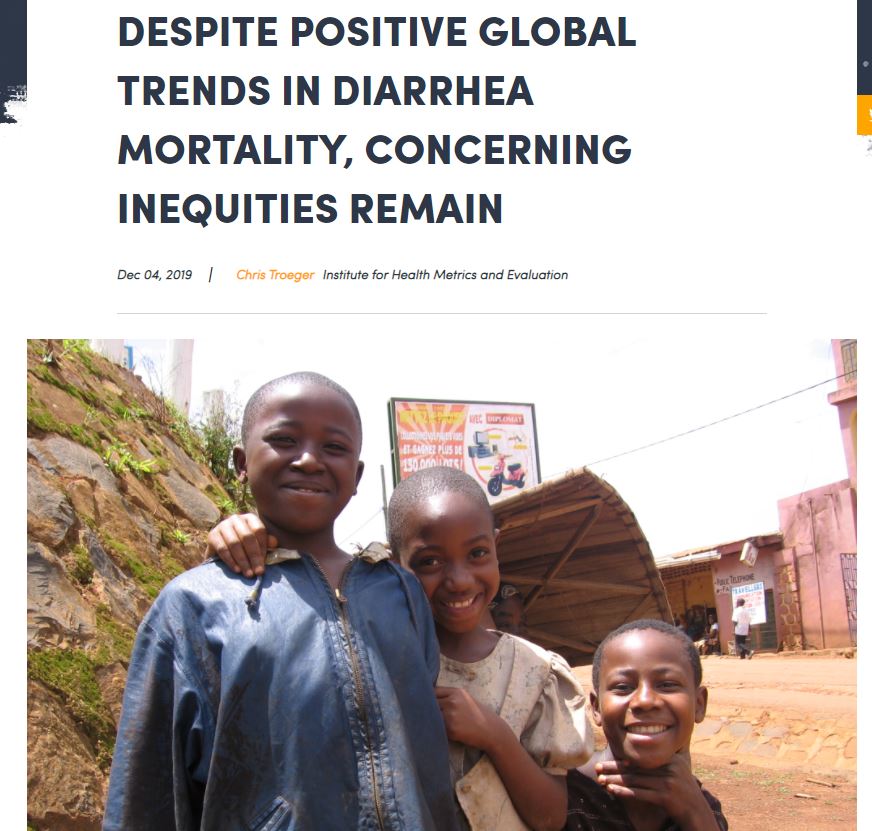 DESPITE POSITIVE GLOBAL
TRENDS IN DIARRHEA
MORTALITY, CONCERNING
INEQUITIES REMAIN
Dec 04, 2019 | Chris Troeger Institute for Health Metrics and Evaluation
AVEC DIPLOMAT
ET GAGNEZ PLUS DE
130.000 LOTS!
PUBLIC TELEPHONE